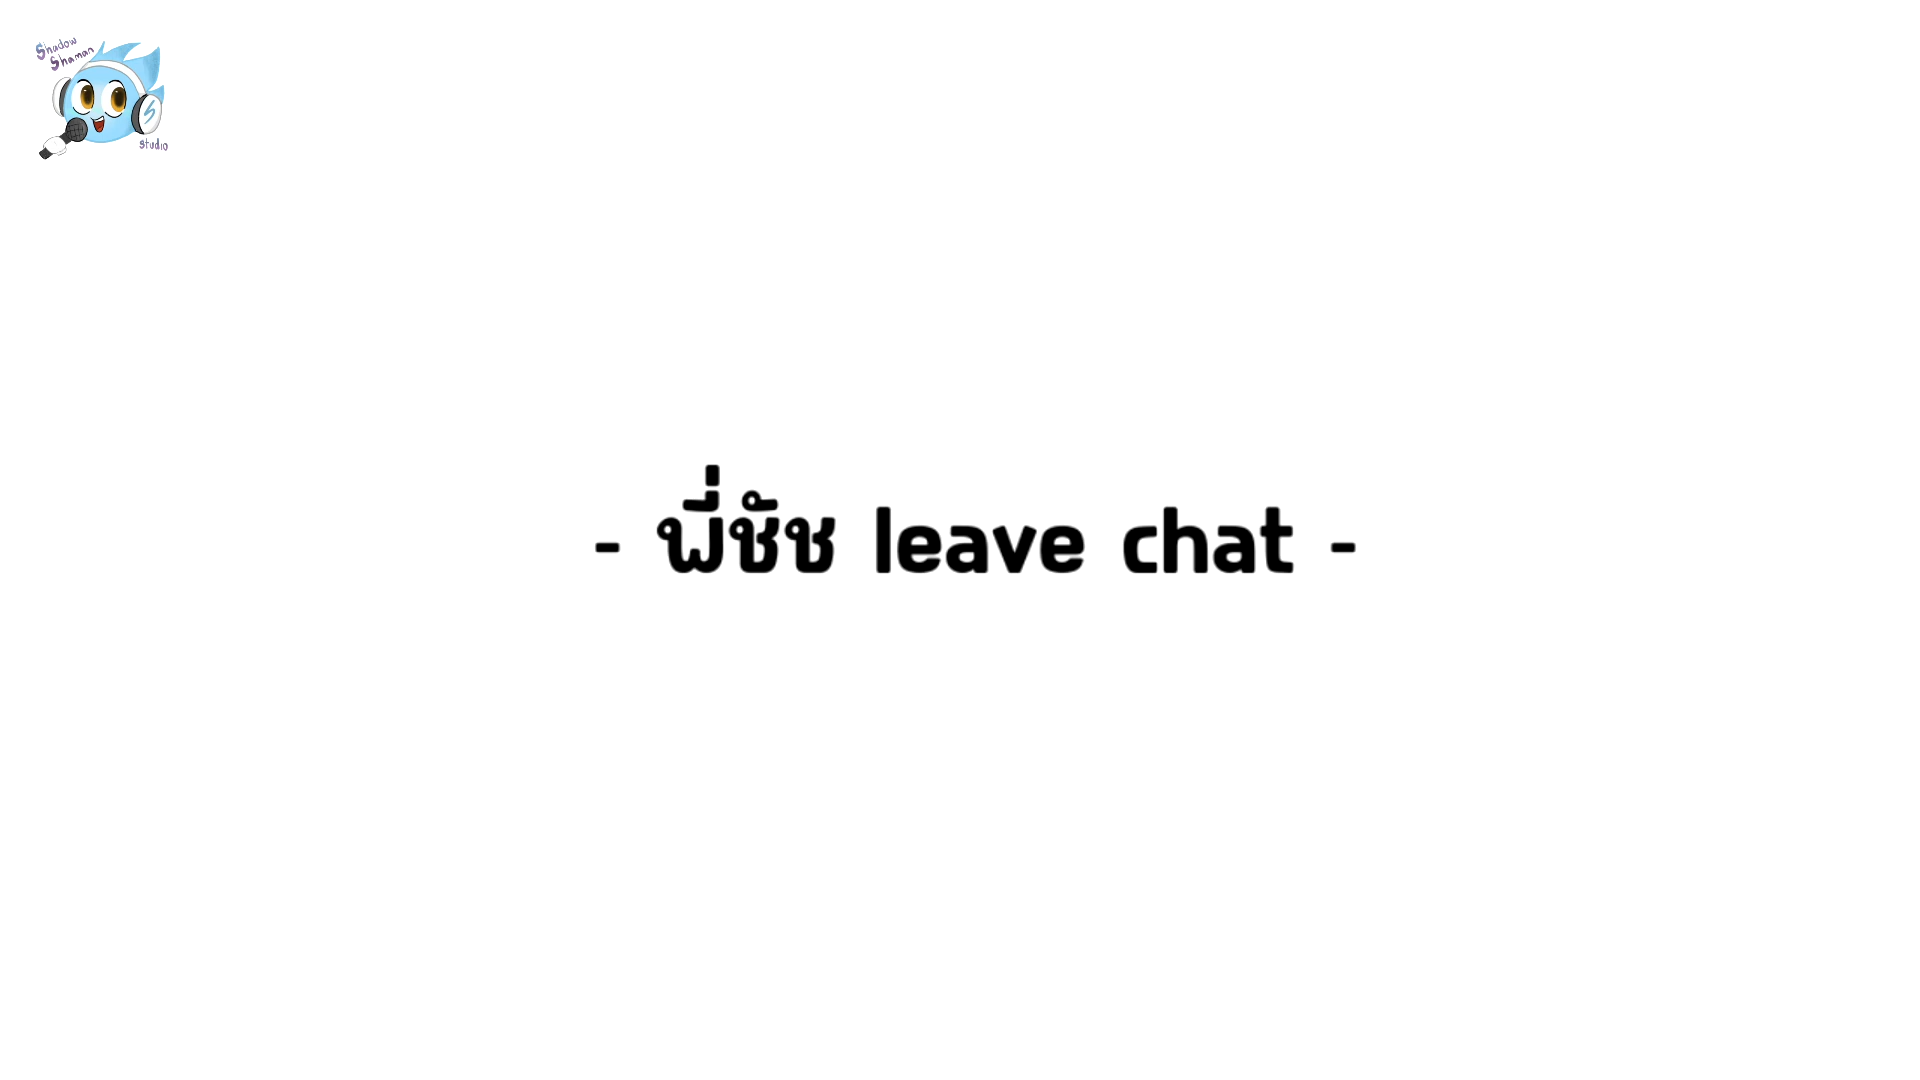 Shadow
Shaman
S
studio
- พี่ชัช leave chat -